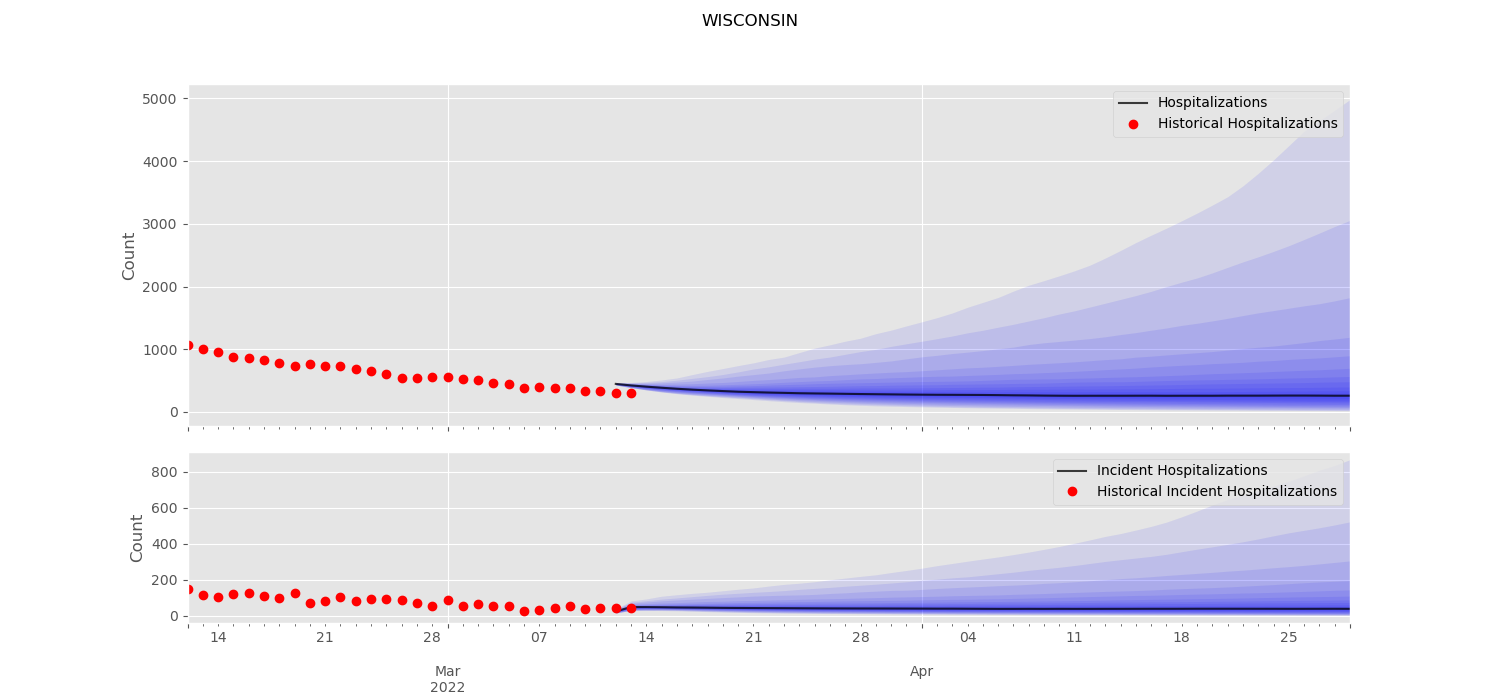 WISCONSIN
5000
4000
3000
2000
1000
0
Count
Hospitalizations
Historical Hospitalizations
800
600
400
200
0
Count
Incident Hospitalizations
Historical Incident Hospitalizations
14 21 28 07 14 21 28 04 11 18 25
Mar Apr
2022